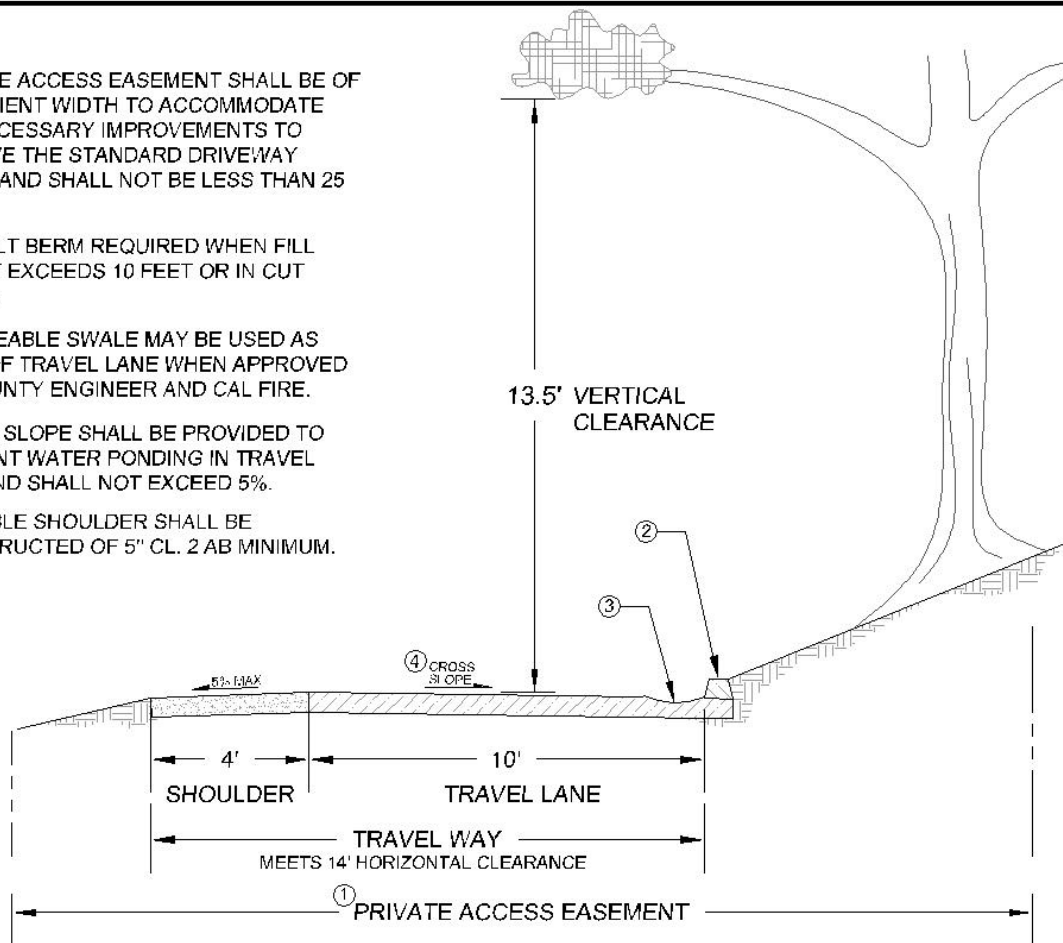 E ACCESS EASEMENT SHALL BE OF
IENT WIDTH TO ACCOMMODATE
CESSARY IMPROVEMENTS TO
VE THE STANDARD DRIVEWAY
AND SHALL NOT BE LESS THAN 25
LT BERM REQUIRED WHEN FILL
T EXCEEDS 10 FEET OR IN CUT
EABLE SWALE MAY BE USED AS
OF TRAVEL LANE WHEN APPROVED
UNTY ENGINEER AND CAL FIRE.
SLOPE SHALL BE PROVIDED TO
NT WATER PONDING IN TRAVEL
ND SHALL NOT EXCEED 5%.
BLE SHOULDER SHALL BE
RUCTED OF 5" CL. 2 AB MINIMUM.
13.5' VERTICAL
CLEARANCE
2
3
4 CROSS
SLOPE
5% MAX
4'
10'
SHOULDER
TRAVEL LANE
TRAVEL WAY
MEETS 14' HORIZONTAL CLEARANCE
1 PRIVATE ACCESS EASEMENT